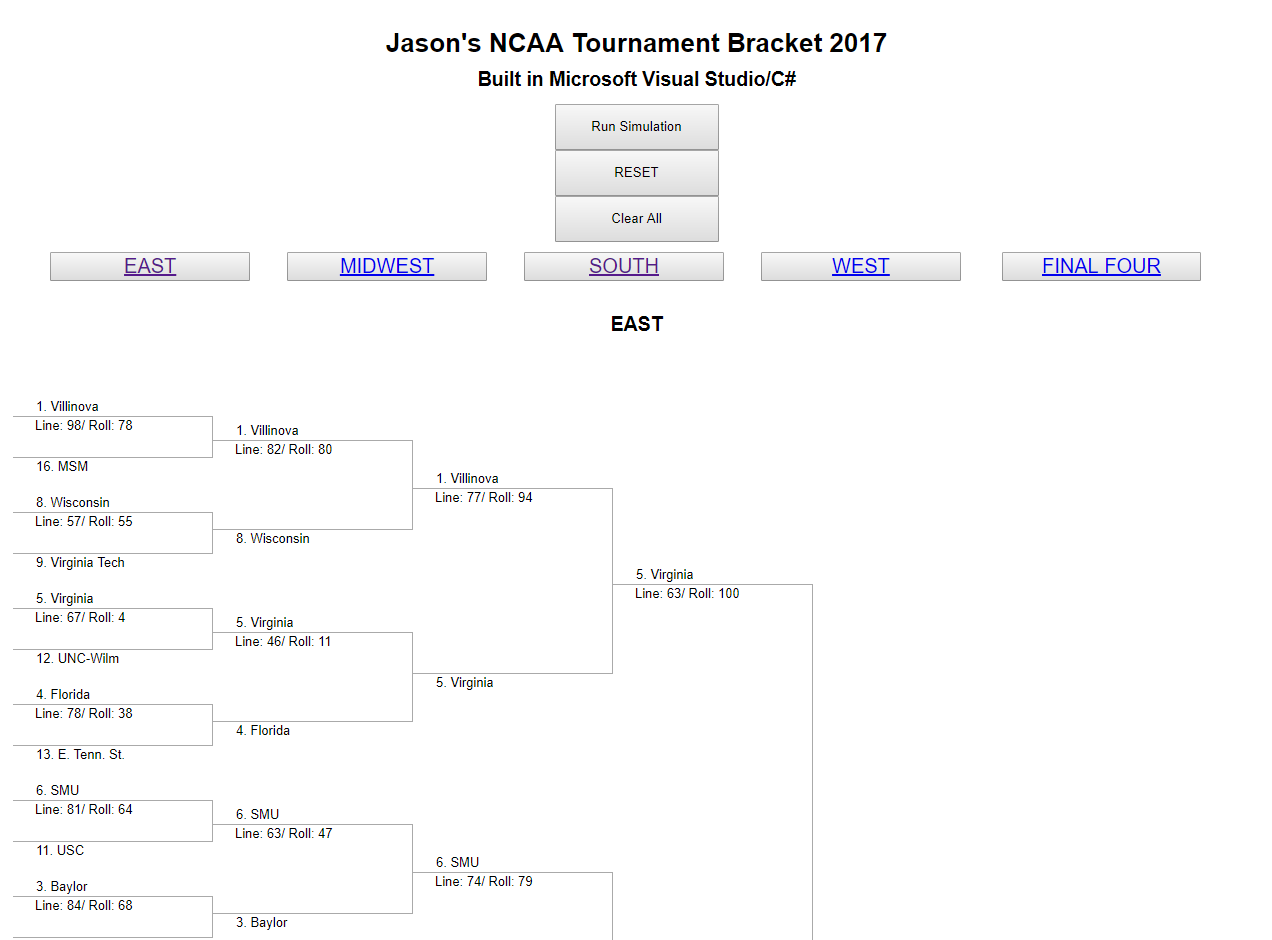 Jason's NCAA Tournament Bracket 2017
Built in Microsoft Visual Studio/C#
Run Simulation
RESET
Clear All
EAST
MIDWEST
SOUTH
WEST
FINAL FOUR
EAST
1. Villinova
Line: 98/ Roll: 78
16. MSM
8. Wisconsin
Line: 57/ Roll: 55
9. Virginia Tech
5. Virginia
Line: 67/ Roll: 4
12. UNC-Wilm
4. Florida
Line: 78/ Roll: 38
13. E. Tenn. St.
6. SMU
Line: 81/ Roll: 64
11. USC
3. Baylor
Line: 84/ Roll: 68
1. Villinova
Line: 82/ Roll: 80
8. Wisconsin
5. Virginia
Line: 46/ Roll: 11
4. Florida
6. SMU
Line: 63/ Roll: 47
3. Baylor
1. Villinova
Line: 77/ Roll: 94
5. Virginia
6. SMU
Line: 74/ Roll: 79
5. Virginia
Line: 63/ Roll: 100